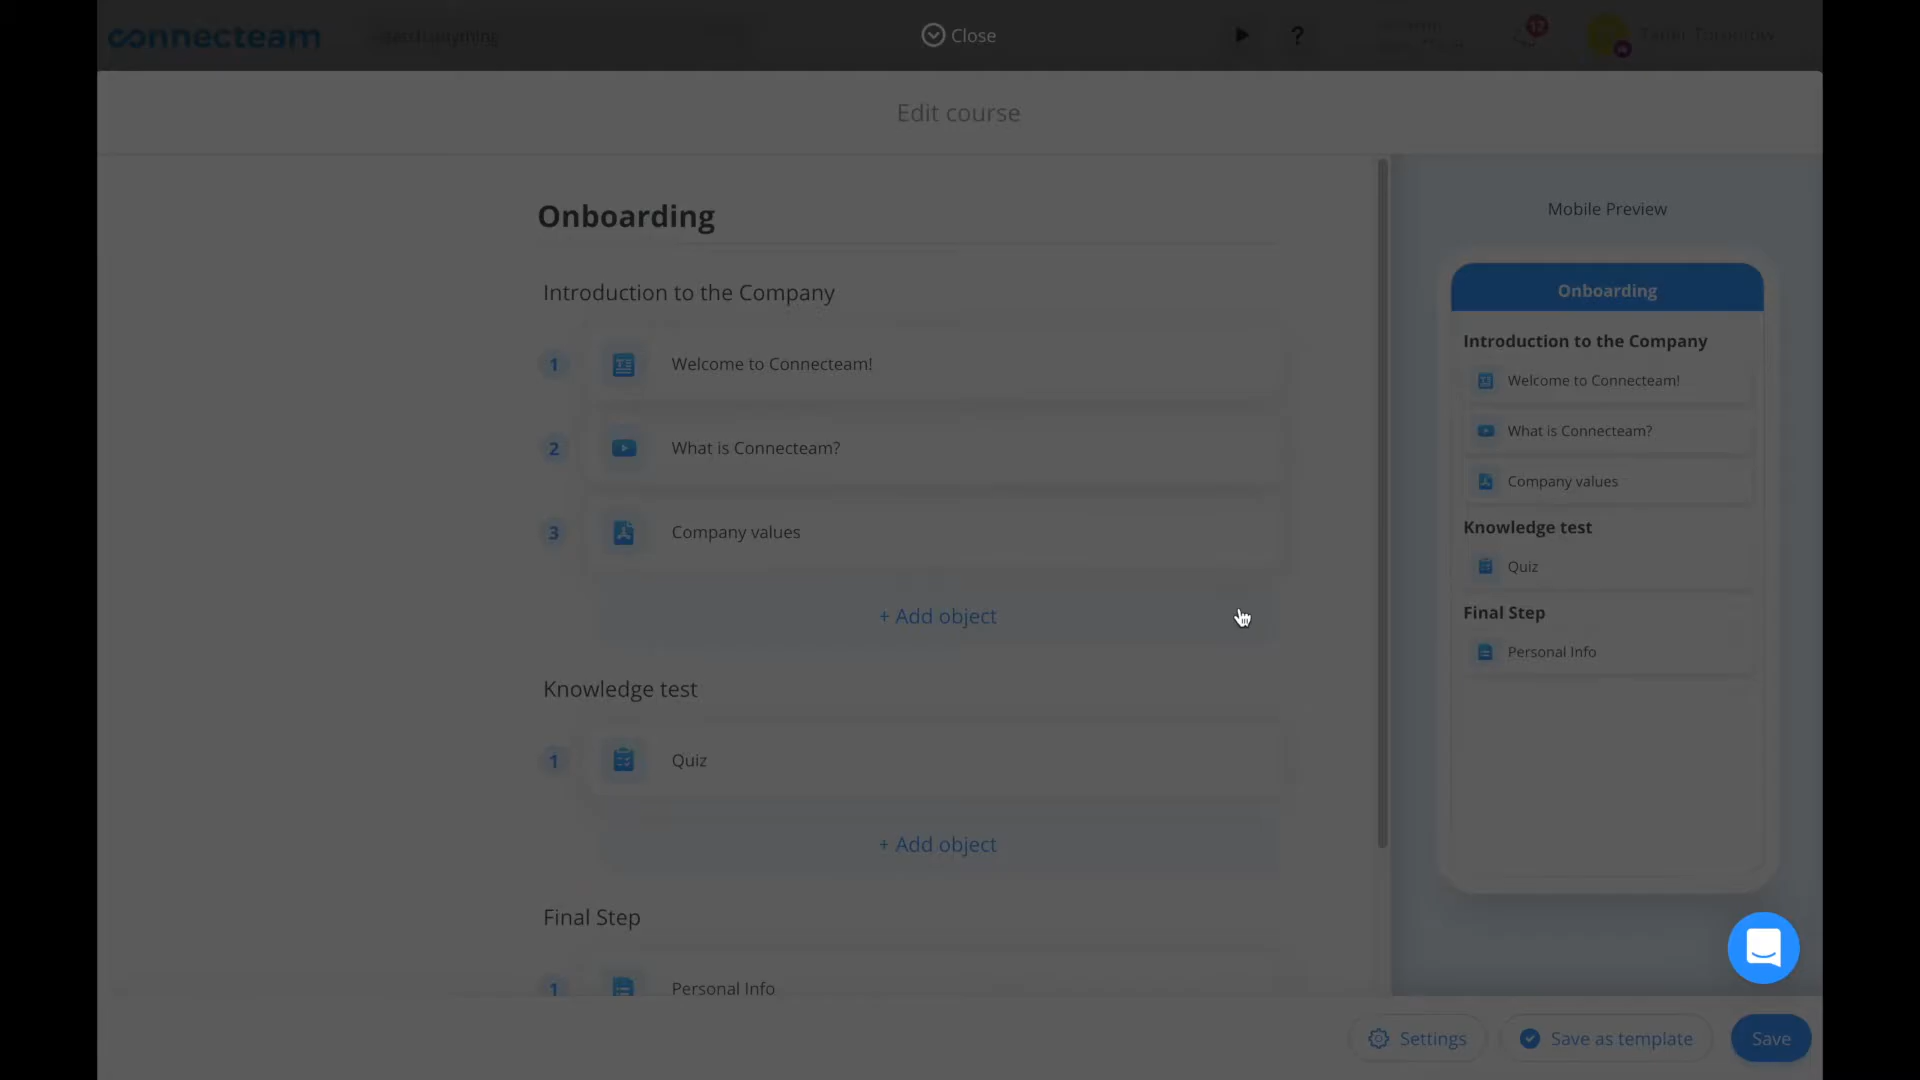 connecteam
Close
?
17
Edit course
Onboarding
Introduction to the Company
1 Welcome to Connecteam!
2 What is Connecteam?
3 Company values
+ Add object
Knowledge test
1 Quiz
+ Add object
Final Step
1 Personal Info
Mobile Preview
Onboarding
Introduction to the Company
Welcome to Connecteam!
What is Connecteam?
Company values
Knowledge test
Quiz
Final Step
Personal Info
Settings
Save as template
Save